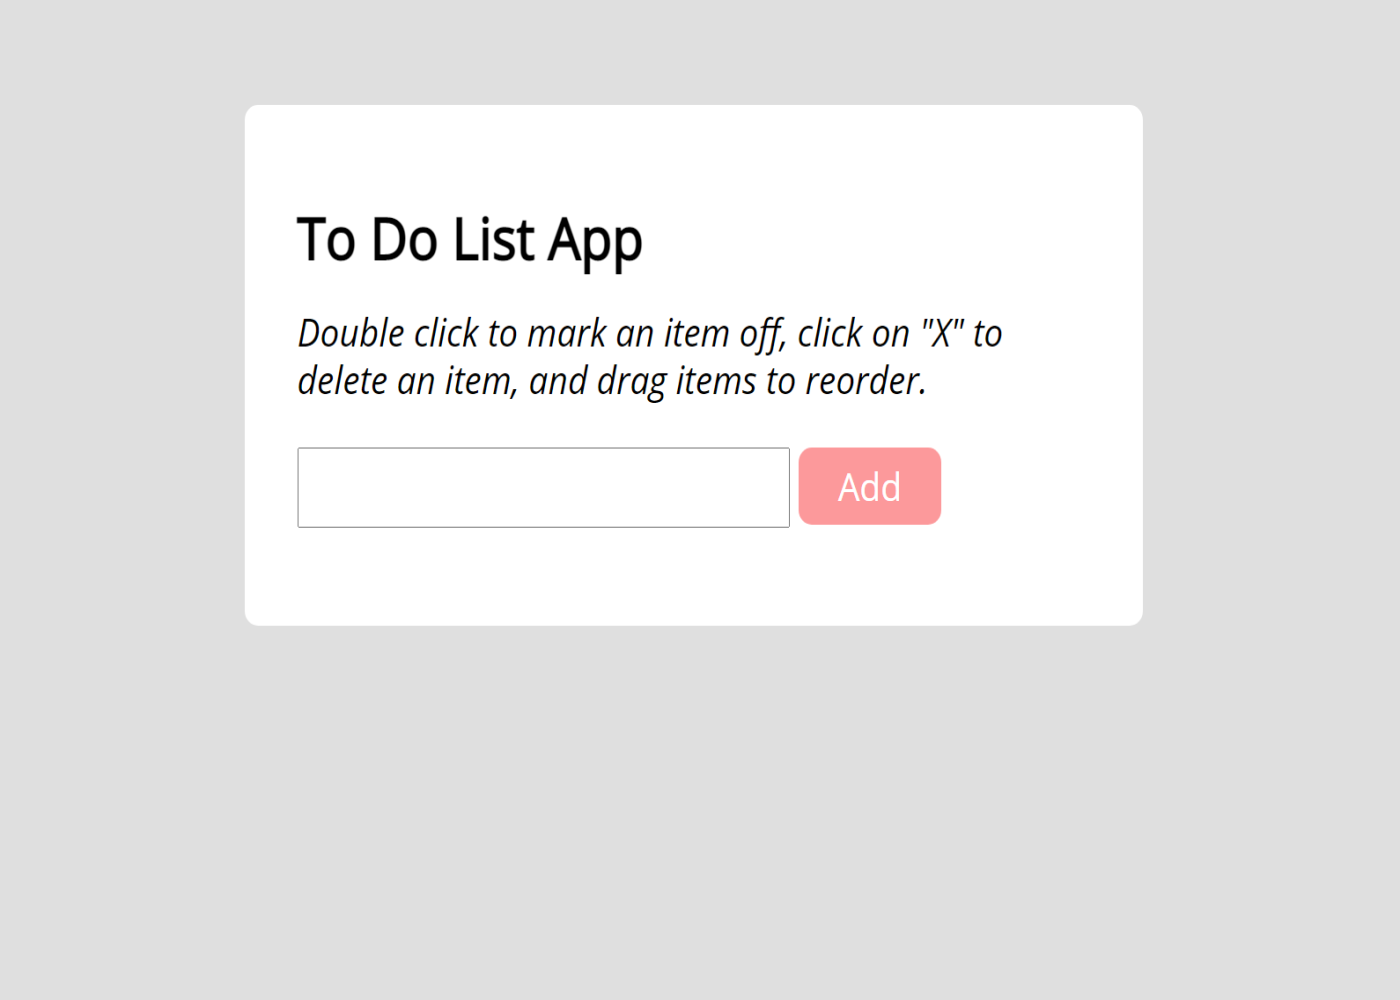 To Do List App
Double click to mark an item off, click on "X" to
delete an item, and drag items to reorder.
Add